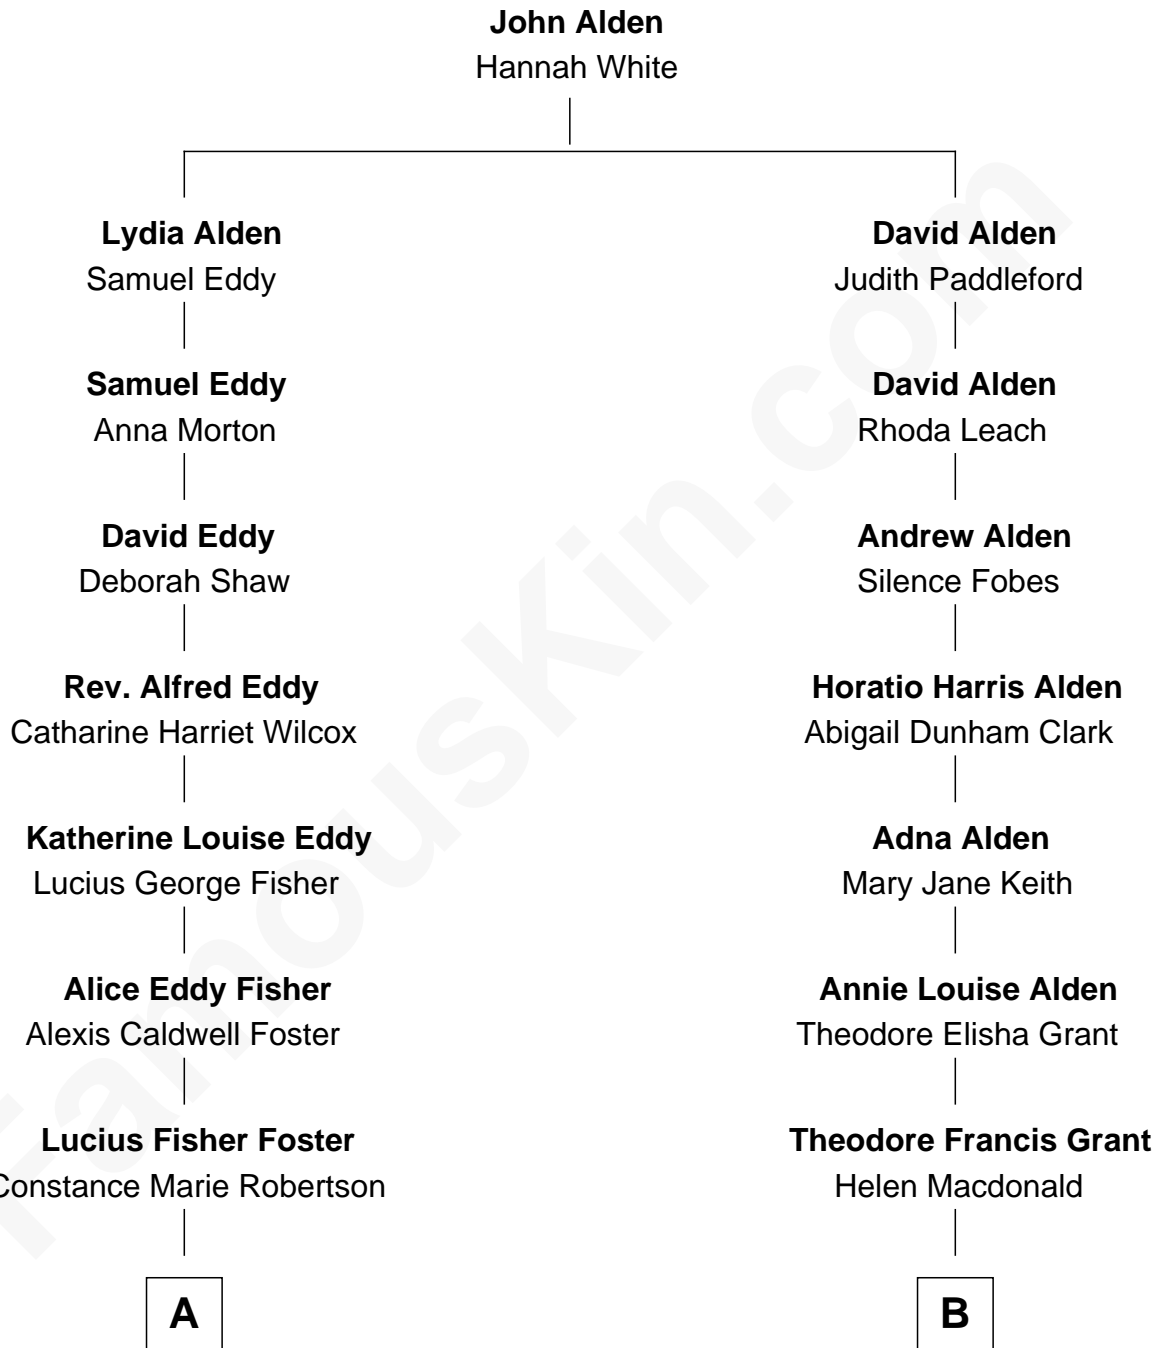 John Alden
Hannah White
Lydia Alden
Samuel Eddy
David Alden
Judith Paddleford
Samuel Eddy
Anna Morton
David Alden
Rhoda Leach
David Eddy
Deborah Shaw
Andrew Alden
Silence Fobes
Rev. Alfred Eddy
Catharine Harriet Wilcox
Horatio Harris Alden
Abigail Dunham Clark
Katherine Louise Eddy
Lucius George Fisher
Adna Alden
Mary Jane Keith
Alice Eddy Fisher
Alexis Caldwell Foster
Annie Louise Alden
Theodore Elisha Grant
Lucius Fisher Foster
Constance Marie Robertson
Theodore Francis Grant
Helen Macdonald
A
B
FamousKin.com